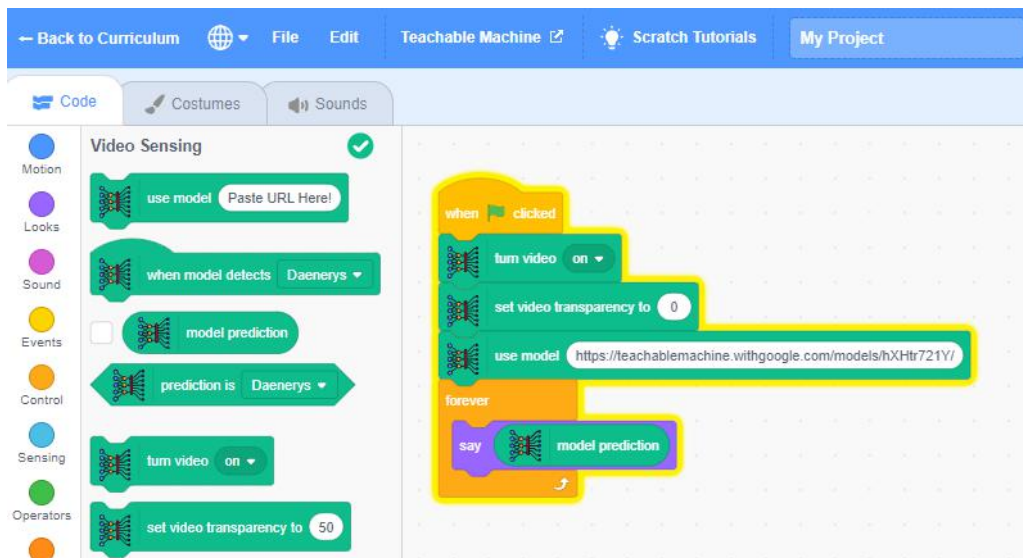 ← Back to Curriculum File Edit Teachable Machine Scratch Tutorials My Project
Code Costumes Sounds
Motion
Looks
Sound
Events
Control
Sensing
Operators
Video Sensing
use model Paste URL Here!
when model detects Daenerys
model prediction
prediction is Daenerys
turn video on
set video transparency to 50
when clicked
turn video on
set video transparency to 0
use model https://teachablemachine.withgoogle.com/models/hXHtr721Y/
forever
say model prediction